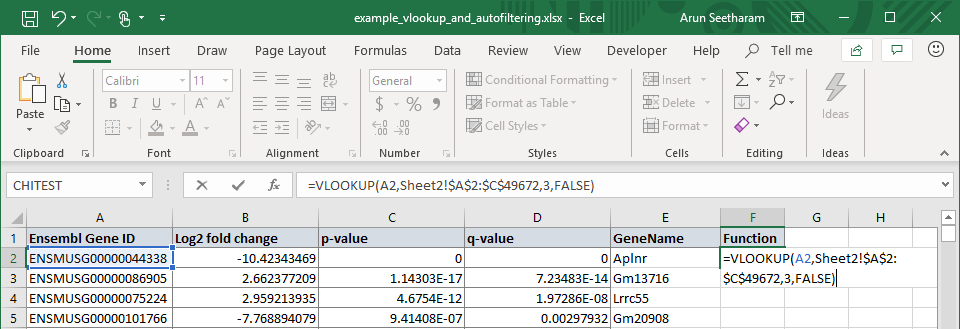 example_vlookup_and_autofiltering.xlsx - Excel Arun Seetharam
File Home Insert Draw Page Layout Formulas Data Review View Developer Help Tell me
Calibri 11 ab General Conditional Formatting Insert Σ A Z
Paste B I U A A $ % , Format as Table Delete Ideas
.00 .0 Cell Styles Format
Clipboard Font Alignment Number Styles Cells Editing Ideas
CHITEST =VLOOKUP(A2,Sheet2!$A$2:$C$49672,3,FALSE)
A B C D E F G H
1 Ensembl Gene ID Log2 fold change p-value q-value GeneName Function
2 ENSMUSG00000044338 -10.42343469 0 0 Aplnr =VLOOKUP(A2,Sheet2!$A$2:
3 ENSMUSG00000086905 2.662377209 1.14303E-17 7.23483E-14 Gm13716 $C$49672,3,FALSE)
4 ENSMUSG00000075224 2.959213935 4.6754E-12 1.97286E-08 Lrrc55
5 ENSMUSG00000101766 -7.768894079 9.41408E-07 0.00297932 Gm20908